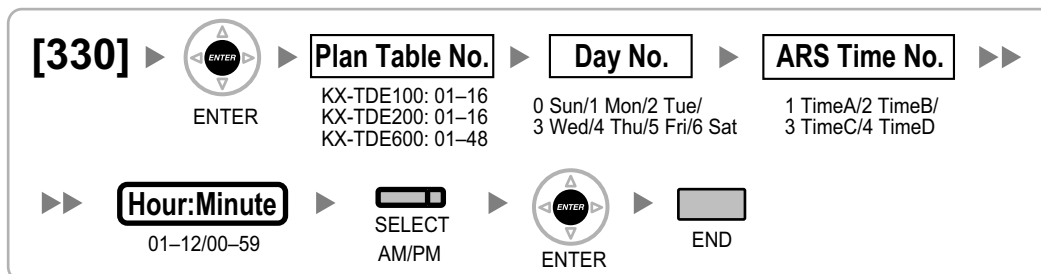 [330] ENTER Plan Table No. Day No. ARS Time No.
ENTER
KX-TDE100: 01–16
KX-TDE200: 01–16
KX-TDE600: 01–48
0 Sun/1 Mon/2 Tue/
3 Wed/4 Thu/5 Fri/6 Sat
1 TimeA/2 TimeB/
3 TimeC/4 TimeD
Hour:Minute
01–12/00–59
SELECT
AM/PM
ENTER
ENTER
END